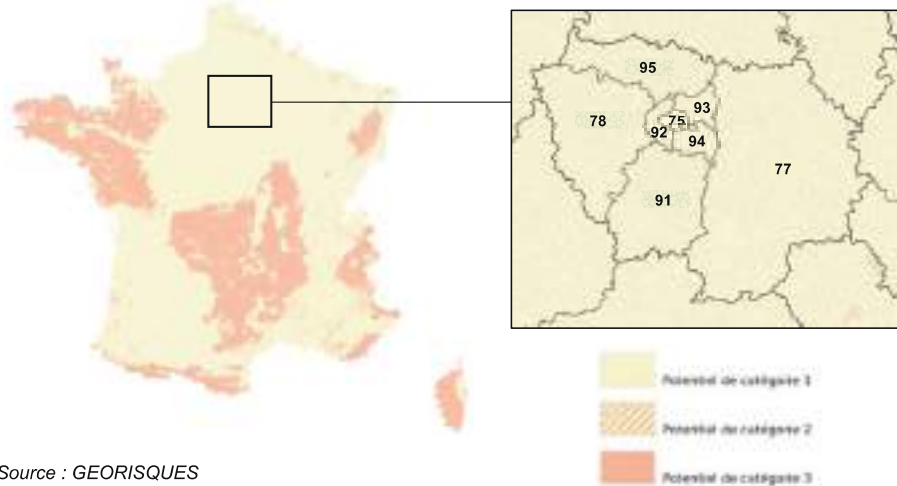 95
93
78
75
92
94
77
91
Potentiel de catégorie 1
Potentiel de catégorie 2
Potentiel de catégorie 3
Source : GEORISQUES